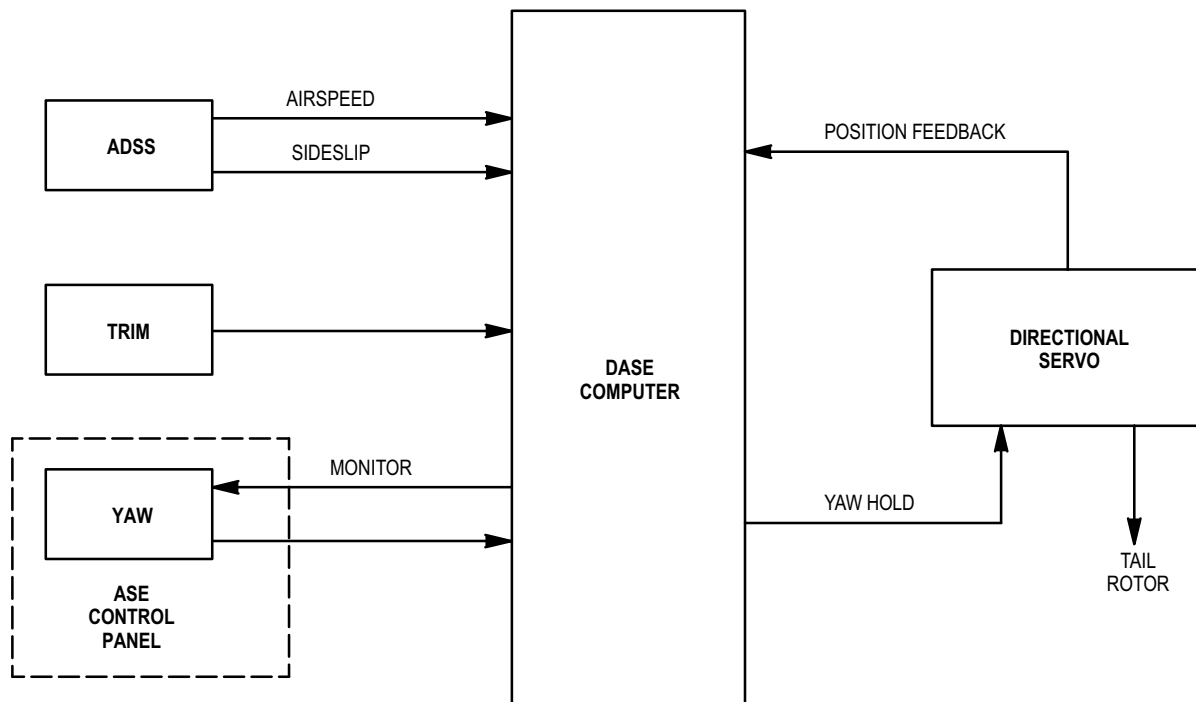 AIRSPEED
ADSS
SIDESLIP
POSITION FEEDBACK
TRIM
DIRECTIONAL
SERVO
DASE
COMPUTER
MONITOR
YAW
YAW HOLD
ASE
CONTROL
PANEL
TAIL
ROTOR